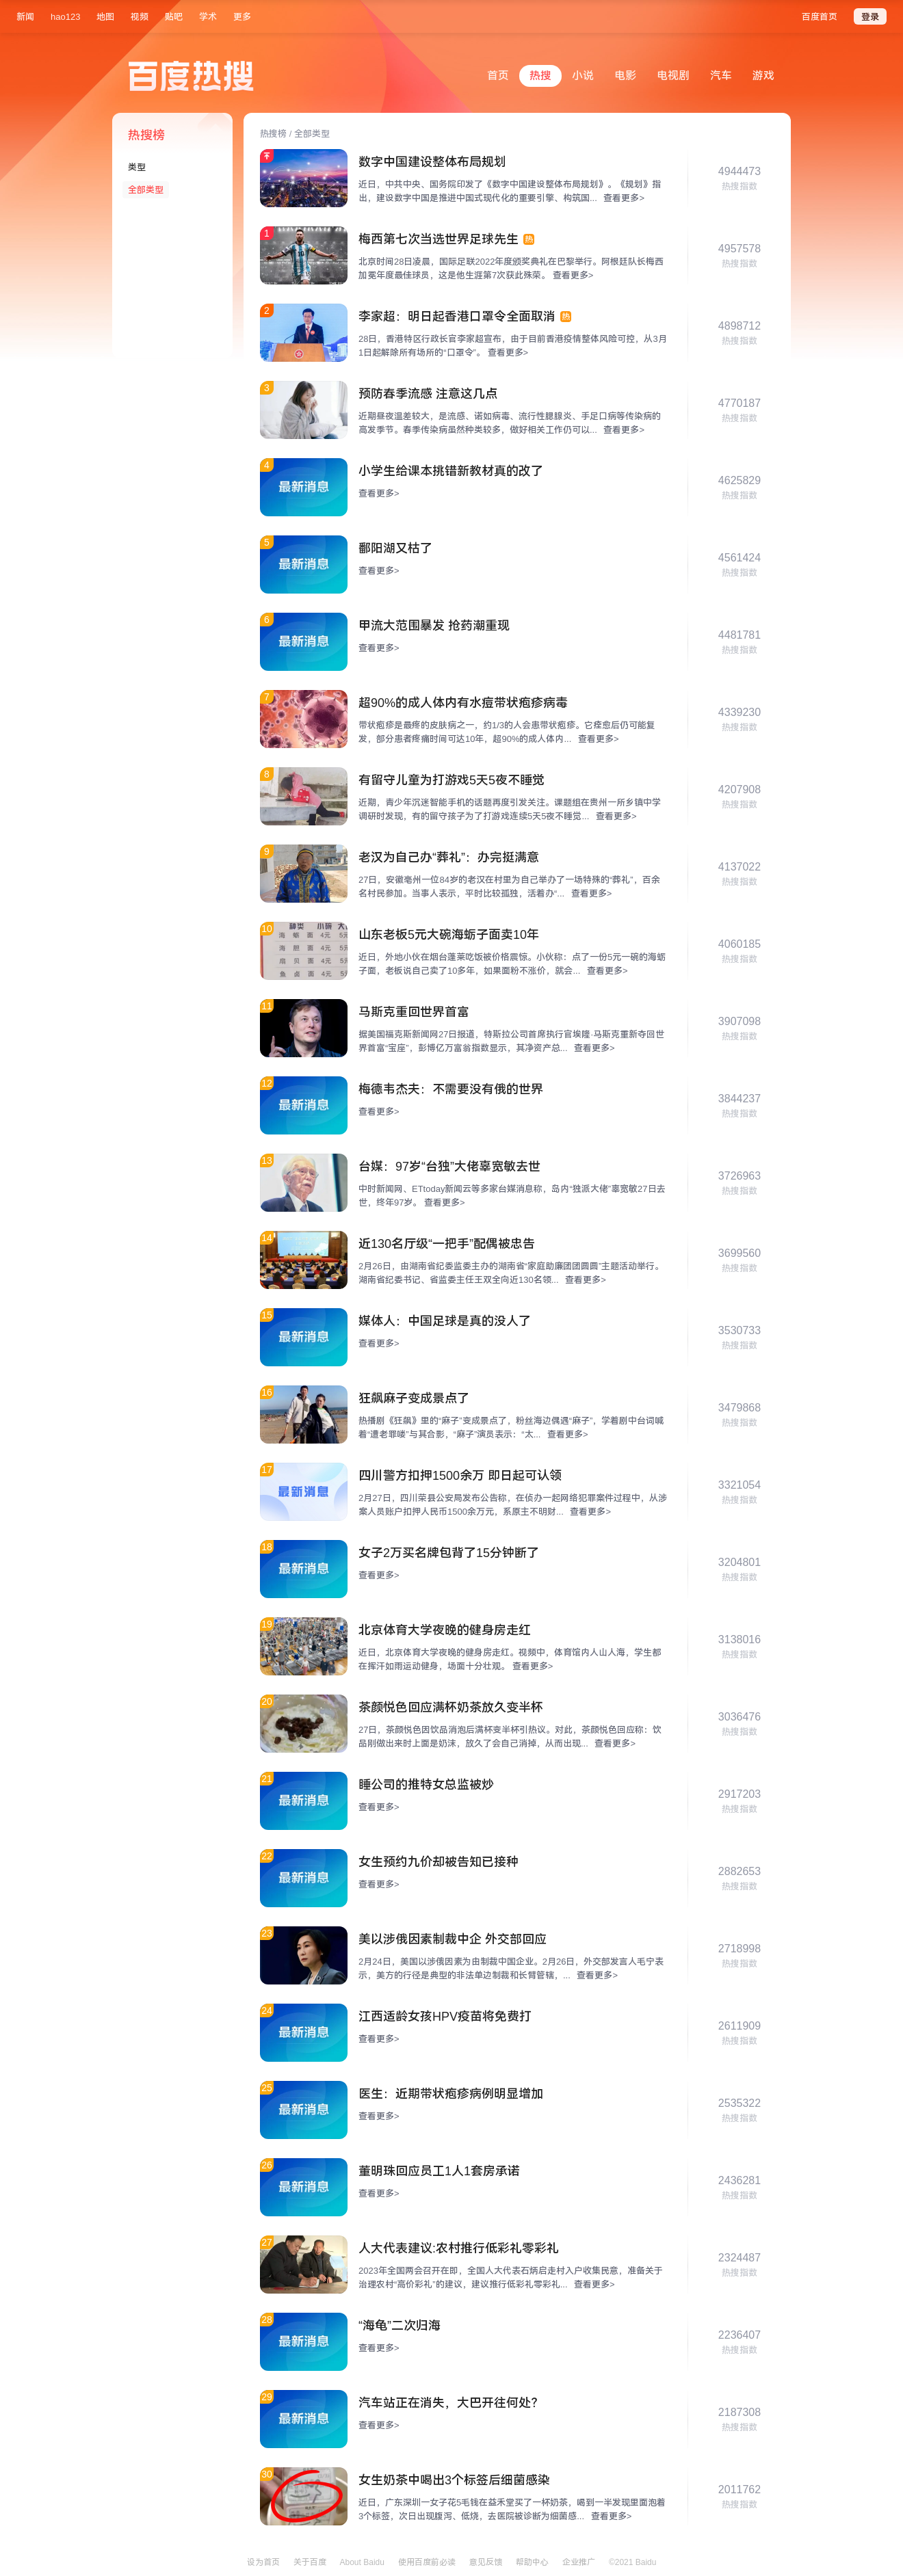 新闻 hao123 地图 视频 贴吧 学术 更多 百度首页 登录
百度热搜 首页 热搜 小说 电影 电视剧 汽车 游戏
热搜榜
类型
全部类型
热搜榜 / 全部类型
数字中国建设整体布局规划
近日，中共中央、国务院印发了《数字中国建设整体布局规划》。《规划》指
出，建设数字中国是推进中国式现代化的重要引擎、构筑国... 查看更多>
4944473
热搜指数
1
梅西第七次当选世界足球先生 热
北京时间28日凌晨，国际足联2022年度颁奖典礼在巴黎举行。阿根廷队长梅西
加冕年度最佳球员，这是他生涯第7次获此殊荣。 查看更多>
4957578
热搜指数
2
李家超：明日起香港口罩令全面取消 热
28日，香港特区行政长官李家超宣布，由于目前香港疫情整体风险可控，从3月
1日起解除所有场所的“口罩令”。 查看更多>
4898712
热搜指数
3
预防春季流感 注意这几点
近期昼夜温差较大，是流感、诺如病毒、流行性腮腺炎、手足口病等传染病的
高发季节。春季传染病虽然种类较多，做好相关工作仍可以... 查看更多>
4770187
热搜指数
4
最新消息
小学生给课本挑错新教材真的改了
查看更多>
4625829
热搜指数
5
最新消息
鄱阳湖又枯了
查看更多>
4561424
热搜指数
6
最新消息
甲流大范围暴发 抢药潮重现
查看更多>
4481781
热搜指数
7
超90%的成人体内有水痘带状疱疹病毒
带状疱疹是最疼的皮肤病之一，约1/3的人会患带状疱疹。它痊愈后仍可能复
发，部分患者疼痛时间可达10年，超90%的成人体内... 查看更多>
4339230
热搜指数
8
有留守儿童为打游戏5天5夜不睡觉
近期，青少年沉迷智能手机的话题再度引发关注。课题组在贵州一所乡镇中学
调研时发现，有的留守孩子为了打游戏连续5天5夜不睡觉... 查看更多>
4207908
热搜指数
9
老汉为自己办“葬礼”：办完挺满意
27日，安徽亳州一位84岁的老汉在村里为自己举办了一场特殊的“葬礼”，百余
名村民参加。当事人表示，平时比较孤独，活着办“... 查看更多>
4137022
热搜指数
10
山东老板5元大碗海蛎子面卖10年
近日，外地小伙在烟台蓬莱吃饭被价格震惊。小伙称：点了一份5元一碗的海蛎
子面，老板说自己卖了10多年，如果面粉不涨价，就会... 查看更多>
4060185
热搜指数
11
马斯克重回世界首富
据美国福克斯新闻网27日报道，特斯拉公司首席执行官埃隆·马斯克重新夺回世
界首富“宝座”，彭博亿万富翁指数显示，其净资产总... 查看更多>
3907098
热搜指数
12
最新消息
梅德韦杰夫：不需要没有俄的世界
查看更多>
3844237
热搜指数
13
台媒：97岁“台独”大佬辜宽敏去世
中时新闻网、ETtoday新闻云等多家台媒消息称，岛内“独派大佬”辜宽敏27日去
世，终年97岁。 查看更多>
3726963
热搜指数
14
近130名厅级“一把手”配偶被忠告
2月26日，由湖南省纪委监委主办的湖南省“家庭助廉团团圆圆”主题活动举行。
湖南省纪委书记、省监委主任王双全向近130名领... 查看更多>
3699560
热搜指数
15
最新消息
媒体人：中国足球是真的没人了
查看更多>
3530733
热搜指数
16
狂飙麻子变成景点了
热播剧《狂飙》里的“麻子”变成景点了，粉丝海边偶遇“麻子”，学着剧中台词喊
着“遭老罪喽”与其合影，“麻子”演员表示：“太... 查看更多>
3479868
热搜指数
17
最新消息
四川警方扣押1500余万 即日起可认领
2月27日，四川荣县公安局发布公告称，在侦办一起网络犯罪案件过程中，从涉
案人员账户扣押人民币1500余万元，系原主不明财... 查看更多>
3321054
热搜指数
18
最新消息
女子2万买名牌包背了15分钟断了
查看更多>
3204801
热搜指数
19
北京体育大学夜晚的健身房走红
近日，北京体育大学夜晚的健身房走红。视频中，体育馆内人山人海，学生都
在挥汗如雨运动健身，场面十分壮观。 查看更多>
3138016
热搜指数
20
茶颜悦色回应满杯奶茶放久变半杯
27日，茶颜悦色因饮品消泡后满杯变半杯引热议。对此，茶颜悦色回应称：饮
品刚做出来时上面是奶沫，放久了会自己消掉，从而出现... 查看更多>
3036476
热搜指数
21
最新消息
睡公司的推特女总监被炒
查看更多>
2917203
热搜指数
22
最新消息
女生预约九价却被告知已接种
查看更多>
2882653
热搜指数
23
美以涉俄因素制裁中企 外交部回应
2月24日，美国以涉俄因素为由制裁中国企业。2月26日，外交部发言人毛宁表
示，美方的行径是典型的非法单边制裁和长臂管辖，... 查看更多>
2718998
热搜指数
24
最新消息
江西适龄女孩HPV疫苗将免费打
查看更多>
2611909
热搜指数
25
最新消息
医生：近期带状疱疹病例明显增加
查看更多>
2535322
热搜指数
26
最新消息
董明珠回应员工1人1套房承诺
查看更多>
2436281
热搜指数
27
人大代表建议:农村推行低彩礼零彩礼
2023年全国两会召开在即，全国人大代表石炳启走村入户收集民意，准备关于
治理农村“高价彩礼”的建议，建议推行低彩礼零彩礼... 查看更多>
2324487
热搜指数
28
最新消息
“海龟”二次归海
查看更多>
2236407
热搜指数
29
最新消息
汽车站正在消失，大巴开往何处?
查看更多>
2187308
热搜指数
30
女生奶茶中喝出3个标签后细菌感染
近日，广东深圳一女子花5毛钱在益禾堂买了一杯奶茶，喝到一半发现里面泡着
3个标签，次日出现腹泻、低烧，去医院被诊断为细菌感... 查看更多>
2011762
热搜指数
设为首页 关于百度 About Baidu 使用百度前必读 意见反馈 帮助中心 企业推广 ©2021 Baidu